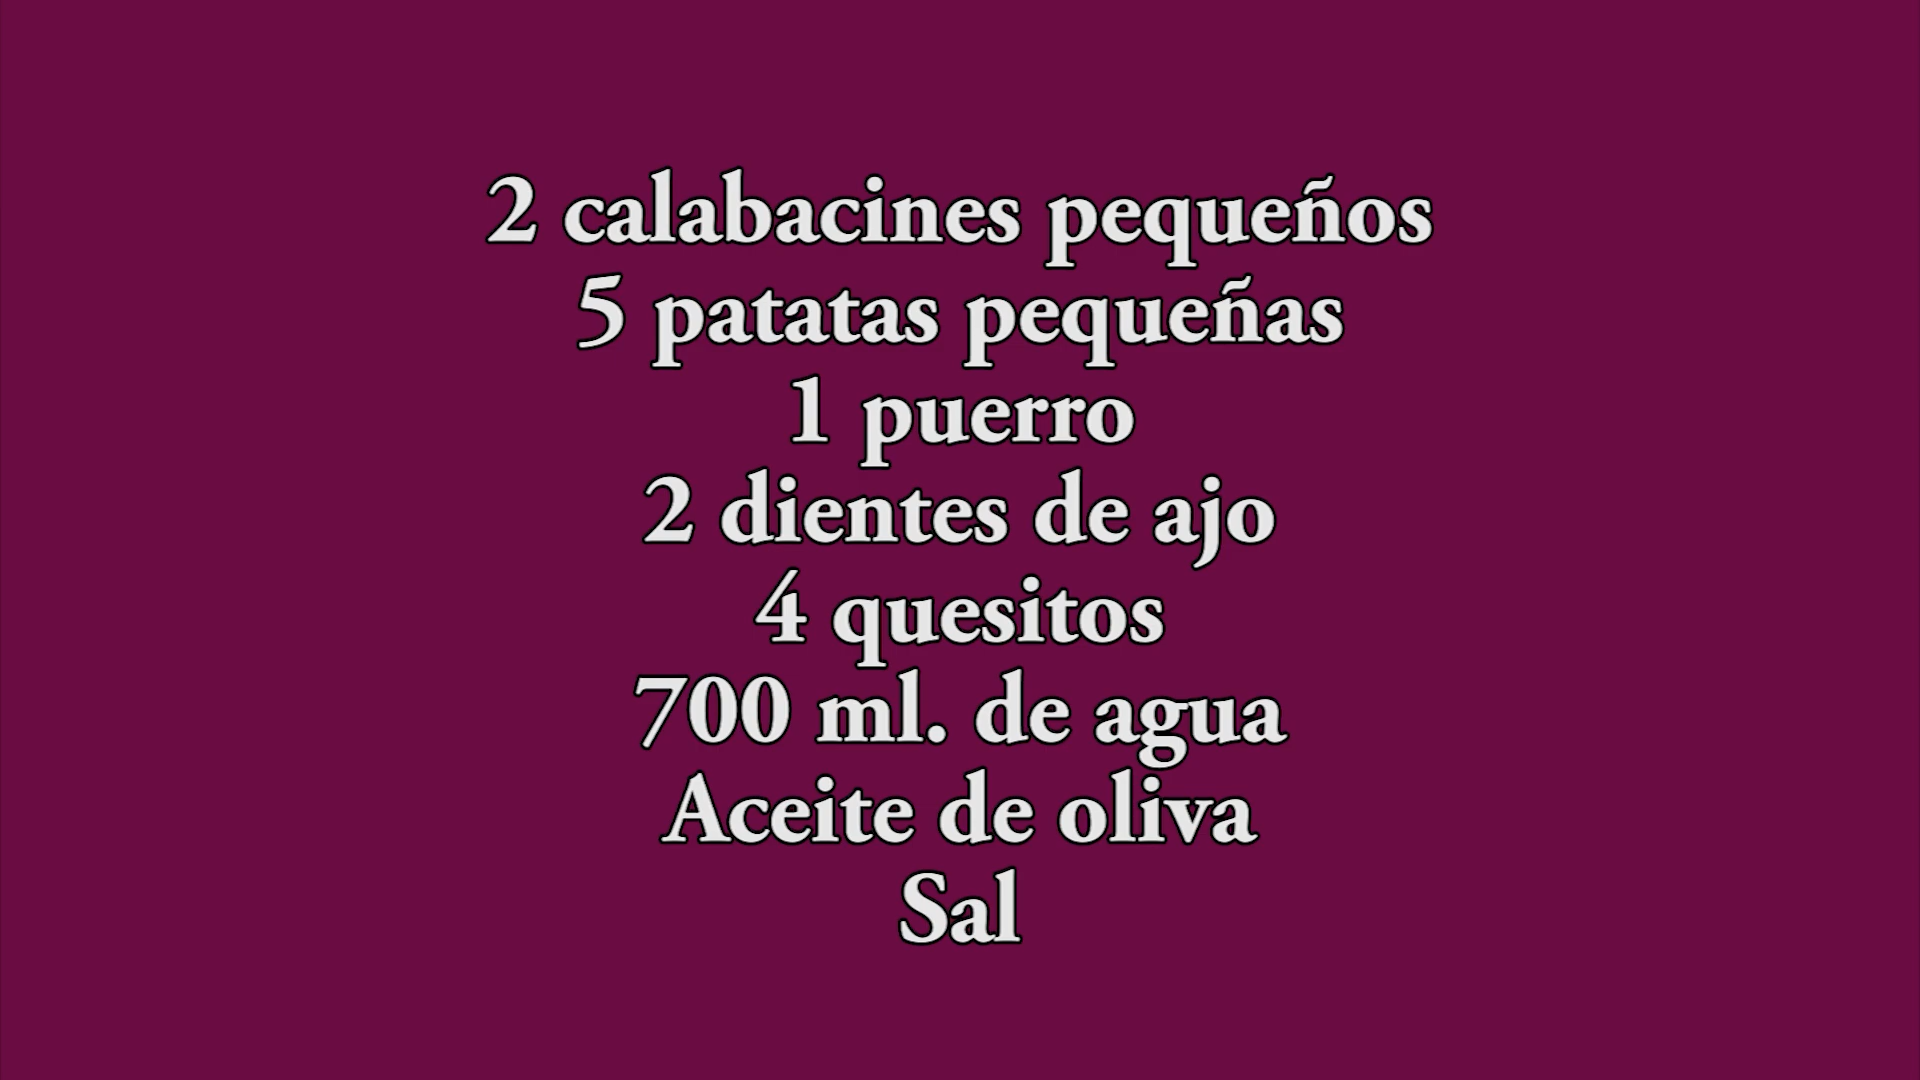 2 calabacines pequeños
5 patatas pequeñas
1 puerro
2 dientes de ajo
4 quesitos
700 ml. de agua
Aceite de oliva
Sal